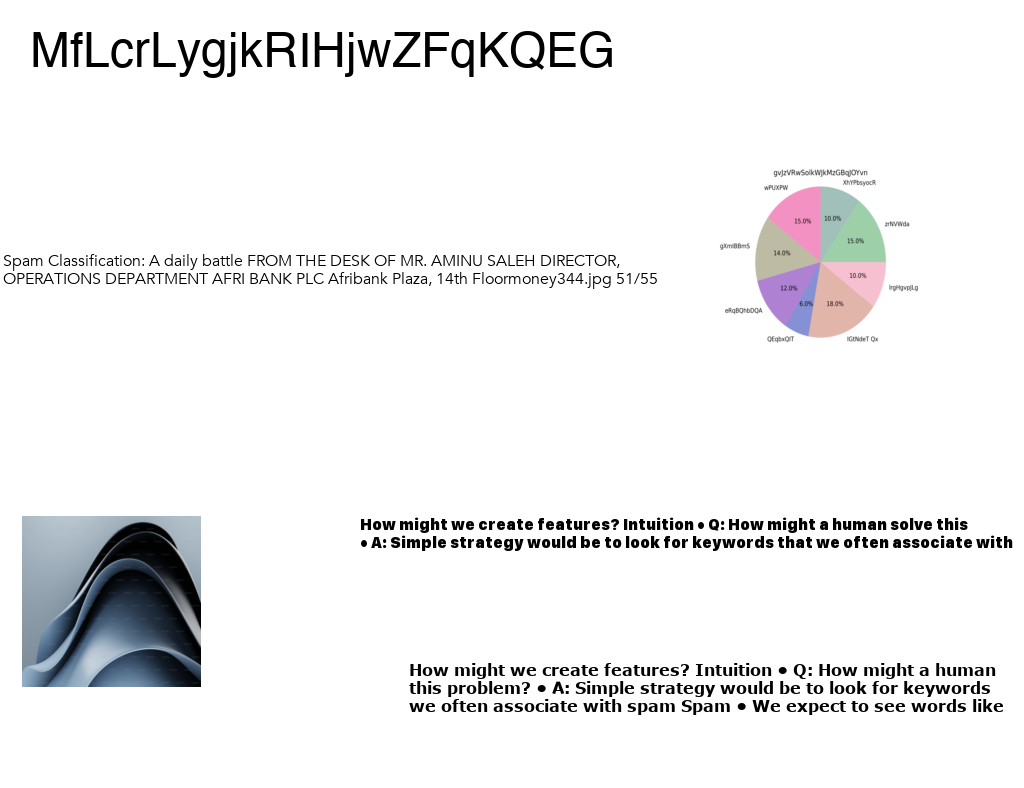 MfLcrLygjkRIHjwZFqKQEG
gvJzVRwSoIkWJkMzGBqJOYvn
wPUXPW
XhYPbsyocR
15.0%
10.0%
zrNVWda
15.0%
gXmIBBmS
14.0%
10.0%
IrgHgvpJLg
12.0%
6.0%
18.0%
eRqBQhbDQA
QEqbxQIT
IGtNdeT Qx
Spam Classification: A daily battle FROM THE DESK OF MR. AMINU SALEH DIRECTOR,
OPERATIONS DEPARTMENT AFRI BANK PLC Afribank Plaza, 14th Floormoney344.jpg 51/55
How might we create features? Intuition • Q: How might a human solve this
• A: Simple strategy would be to look for keywords that we often associate with
How might we create features? Intuition • Q: How might a human
this problem? • A: Simple strategy would be to look for keywords
we often associate with spam Spam • We expect to see words like